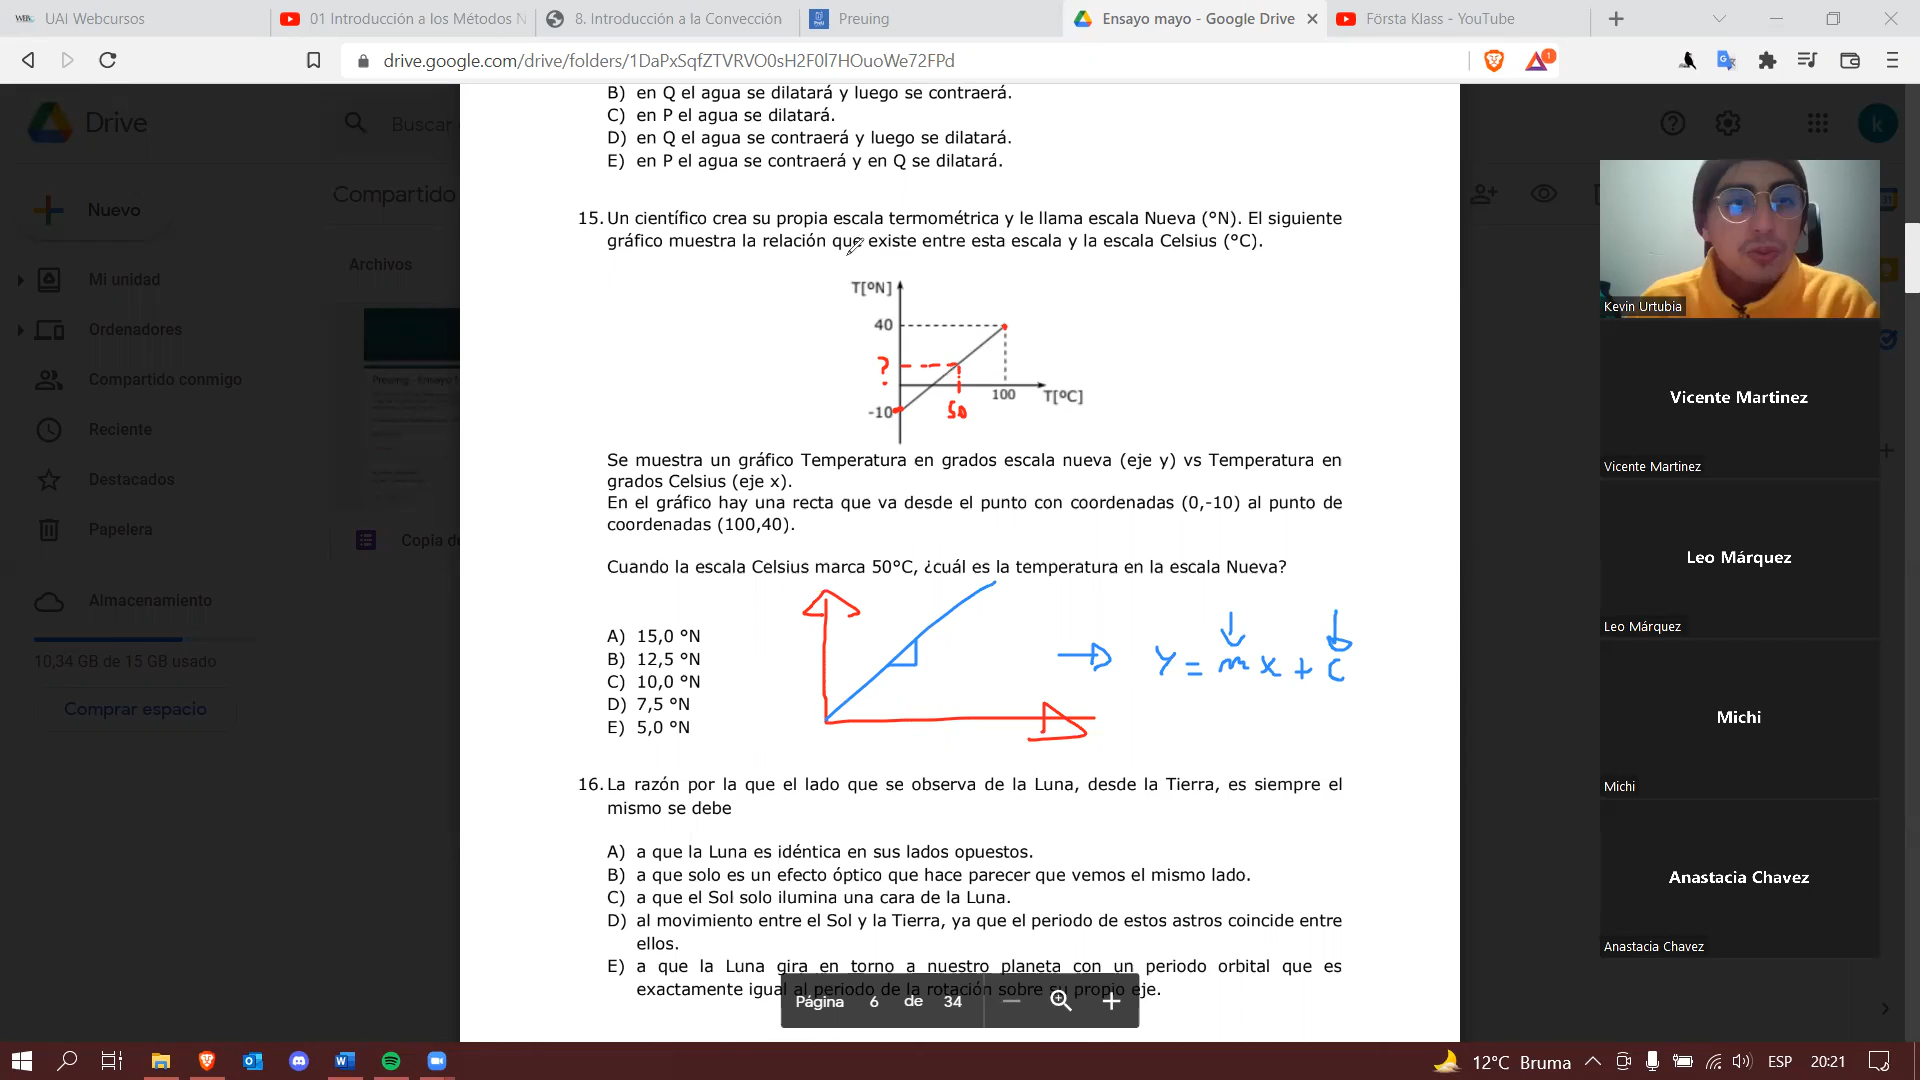 UAI Webcursos
01 Introducción a los Métodos N
8. Introducción a la Convección
Preuing
Ensayo mayo - Google Drive
Första Klass - YouTube
drive.google.com/drive/folders/1DaPxSqfZTVRVO0sH2F0l7HOuoWe72FPd
1
Drive
Buscar
k
Nuevo
Compartido
Archivos
Mi unidad
Ordenadores
Compartido conmigo
Reciente
Destacados
Papelera
Copia de
Almacenamiento
10,34 GB de 15 GB usado
Comprar espacio
B) en Q el agua se dilatará y luego se contraerá.
C) en P el agua se dilatará.
D) en Q el agua se contraerá y luego se dilatará.
E) en P el agua se contraerá y en Q se dilatará.
15. Un científico crea su propia escala termométrica y le llama escala Nueva (°N). El siguiente
gráfico muestra la relación que existe entre esta escala y la escala Celsius (°C).
T[ºN]
40
?
-10
50
100
T[ºC]
Se muestra un gráfico Temperatura en grados escala nueva (eje y) vs Temperatura en
grados Celsius (eje x).
En el gráfico hay una recta que va desde el punto con coordenadas (0,-10) al punto de
coordenadas (100,40).
Cuando la escala Celsius marca 50°C, ¿cuál es la temperatura en la escala Nueva?
A) 15,0 °N
B) 12,5 °N
C) 10,0 °N
D) 7,5 °N
E) 5,0 °N
y = m x + c
16. La razón por la que el lado que se observa de la Luna, desde la Tierra, es siempre el
mismo se debe
A) a que la Luna es idéntica en sus lados opuestos.
B) a que solo es un efecto óptico que hace parecer que vemos el mismo lado.
C) a que el Sol solo ilumina una cara de la Luna.
D) al movimiento entre el Sol y la Tierra, ya que el periodo de estos astros coincide entre
ellos.
E) a que la Luna gira en torno a nuestro planeta con un periodo orbital que es
exactamente igual al periodo de la rotación sobre su propio eje.
Página 6 de 34
Kevin Urtubia
Vicente Martinez
Vicente Martinez
Leo Márquez
Leo Márquez
Michi
Michi
Anastacia Chavez
Anastacia Chavez
12°C Bruma
ESP
20:21